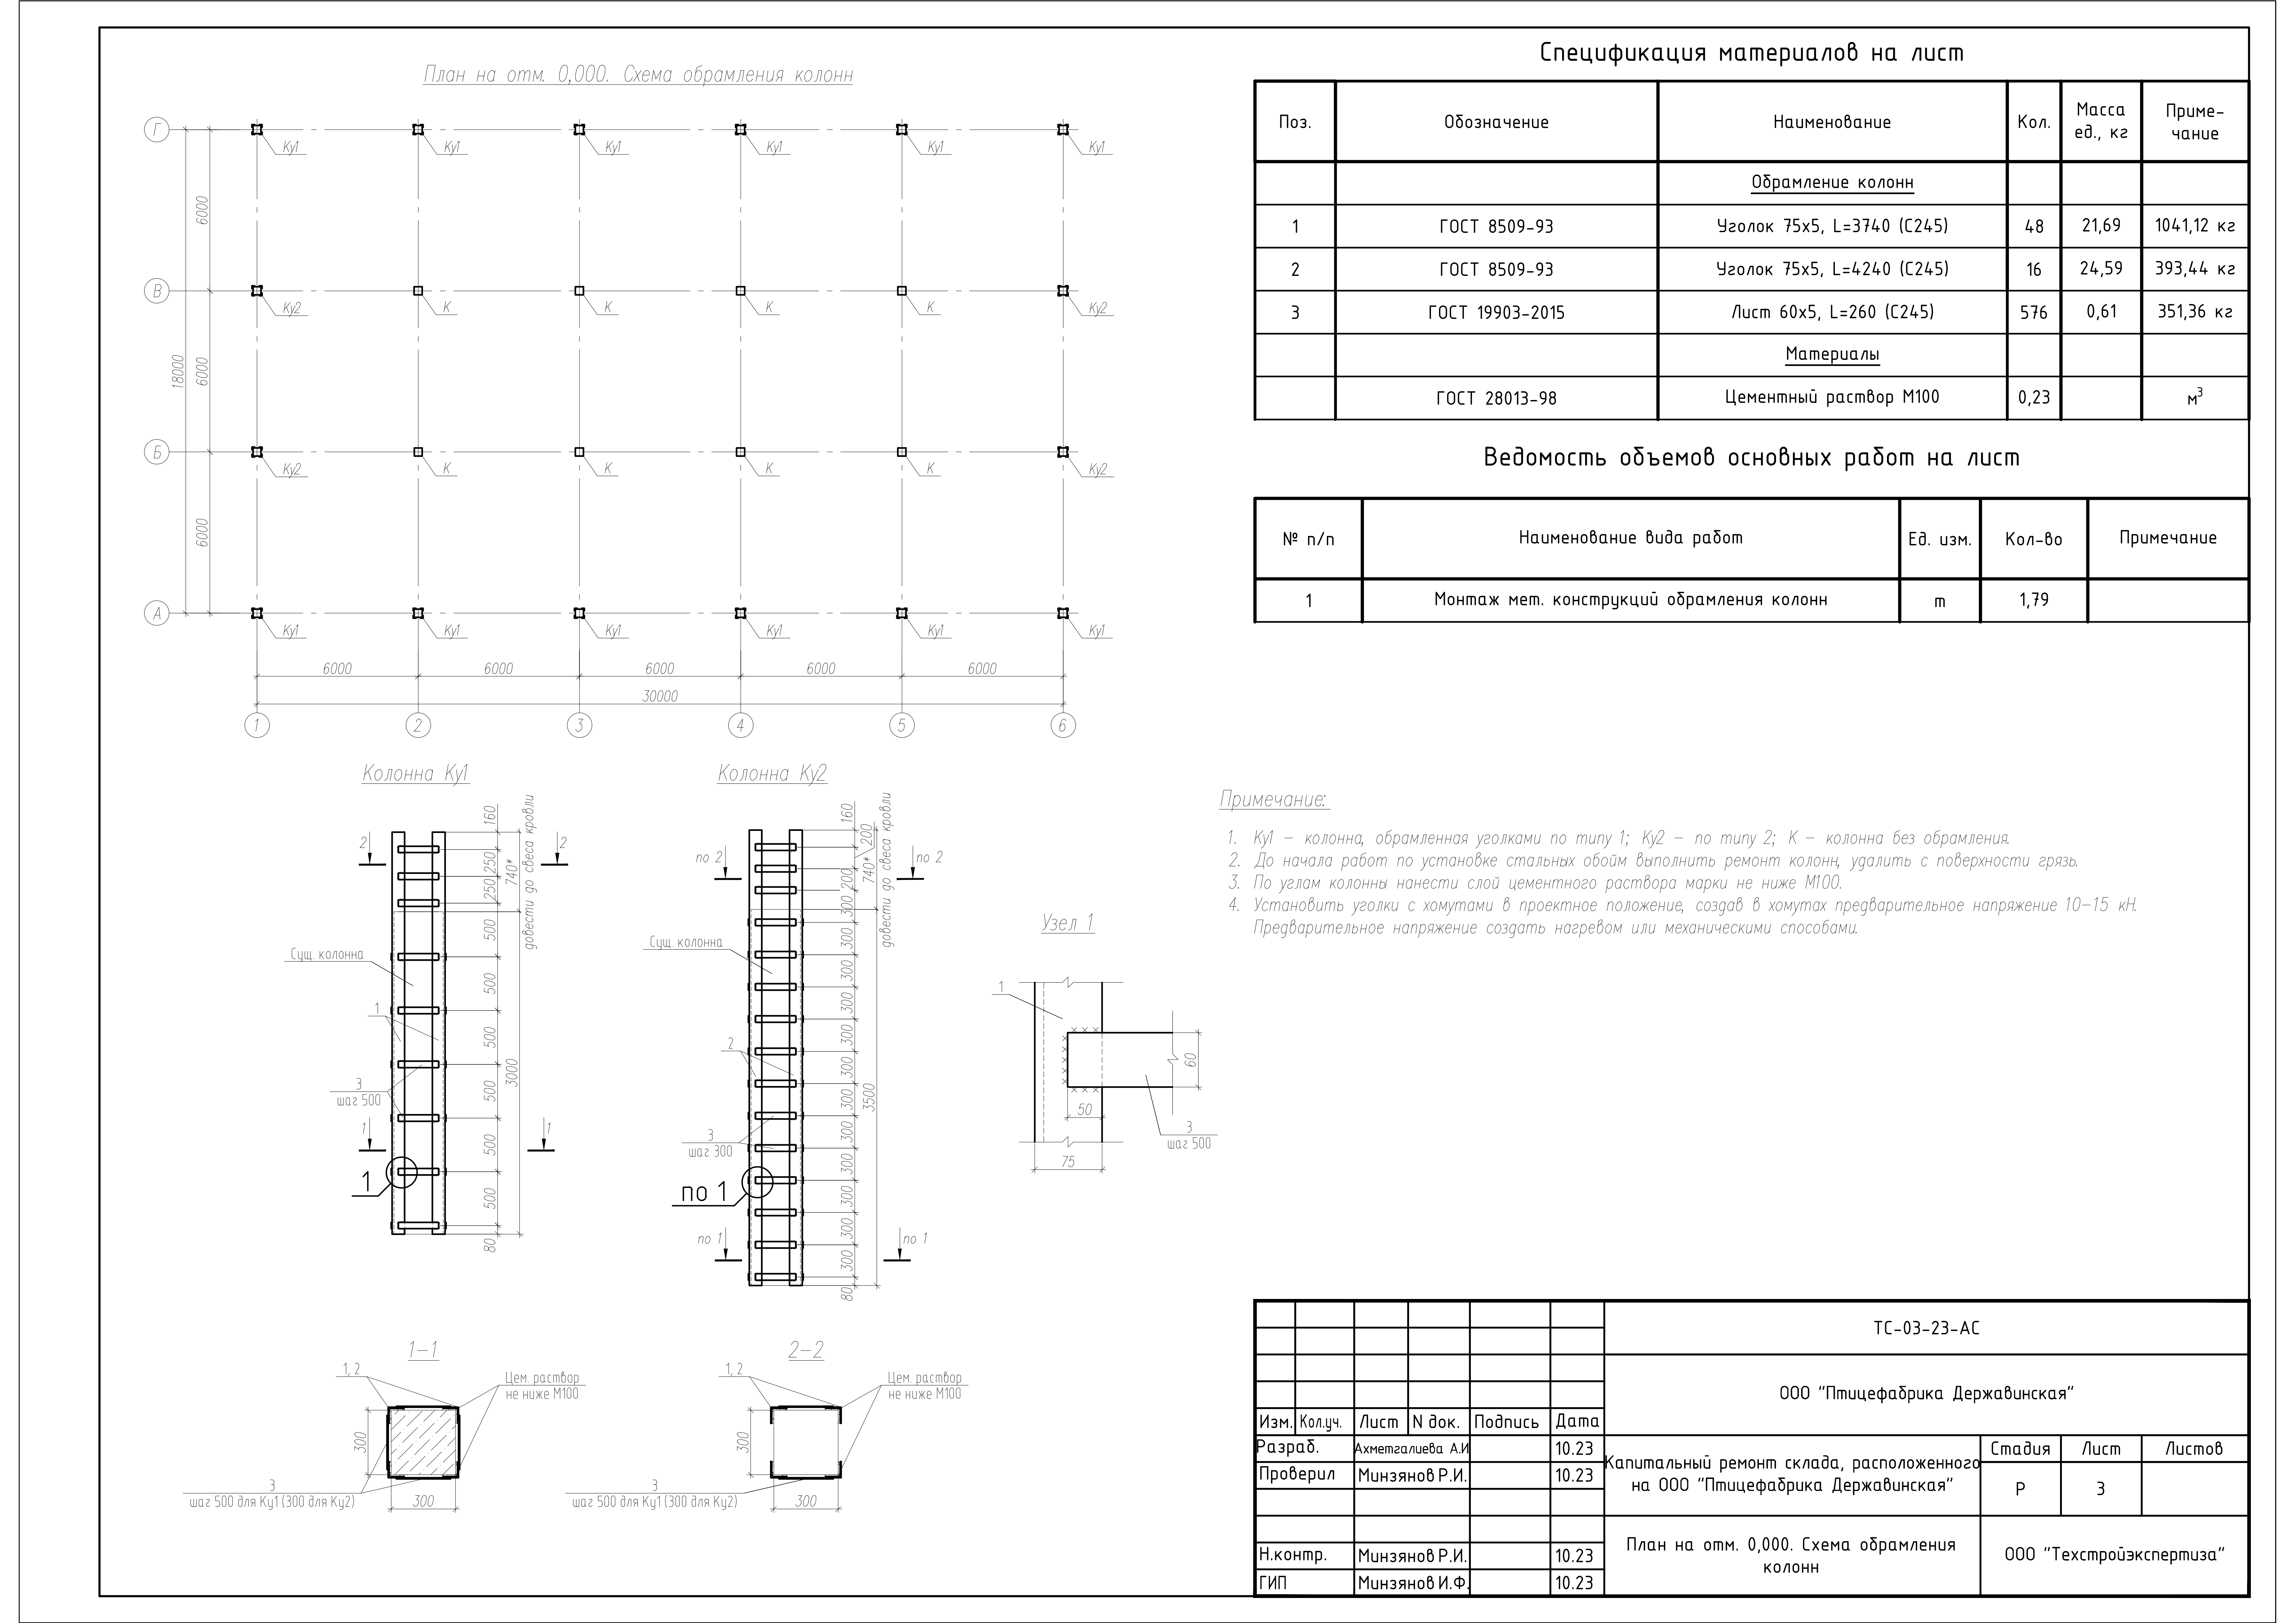 План на отм. 0,000. Схема обрамления колонн
Г
Ку1 Ку1 Ку1 Ку1 Ку1 Ку1
6000
В
Ку2 К К К К Ку2
18000
6000
Б
Ку2 К К К К Ку2
6000
А
Ку1 Ку1 Ку1 Ку1 Ку1 Ку1
6000 6000 6000 6000 6000
30000
1 2 3 4 5 6
Спецификация материалов на лист
Поз. Обозначение Наименование Кол. Масса ед., кг Приме-чание
Обрамление колонн
1 ГОСТ 8509-93 Уголок 75х5, L=3740 (С245) 48 21,69 1041,12 кг
2 ГОСТ 8509-93 Уголок 75х5, L=4240 (С245) 16 24,59 393,44 кг
3 ГОСТ 19903-2015 Лист 60х5, L=260 (С245) 576 0,61 351,36 кг
Материалы
ГОСТ 28013-98 Цементный раствор М100 0,23 м3
Ведомость объемов основных работ на лист
№ п/п Наименование вида работ Ед. изм. Кол-во Примечание
1 Монтаж мет. конструкций обрамления колонн т 1,79
Колонна Ку1
2 2
160
250
250
500
500
500
500
500
500
80
740*
3000
довести до свеса кровли
Сущ. колонна
1
3
шаг 500
1 1
1
Колонна Ку2
по 2 по 2
160
200
200
300
300
300
300
300
300
300
300
300
300
300
300
80
740*
3500
довести до свеса кровли
Сущ. колонна
2
3
шаг 300
по 1
по 1 по 1
Узел 1
1
60
50
3
шаг 500
75
Примечание:
1. Ку1 – колонна, обрамленная уголками по типу 1; Ку2 – по типу 2; К – колонна без обрамления.
2. До начала работ по установке стальных обойм выполнить ремонт колонн, удалить с поверхности грязь.
3. По углам колонны нанести слой цементного раствора марки не ниже М100.
4. Установить уголки с хомутами в проектное положение, создав в хомутах предварительное напряжение 10–15 кН.
Предварительное напряжение создать нагревом или механическими способами.
1–1
1, 2
Цем. раствор
не ниже М100
300
3
шаг 500 для Ку1 (300 для Ку2)
300
2–2
1, 2
Цем. раствор
не ниже М100
300
3
шаг 500 для Ку1 (300 для Ку2)
300
ТС-03-23-АС
ООО "Птицефабрика Державинская"
Изм. Кол.уч. Лист N док. Подпись Дата
Разраб. Ахметгалиева А.И 10.23
Проверил Минзянов Р.И. 10.23
Капитальный ремонт склада, расположенного
на ООО "Птицефабрика Державинская"
Стадия Лист Листов
Р 3
Н.контр. Минзянов Р.И. 10.23
ГИП Минзянов И.Ф. 10.23
План на отм. 0,000. Схема обрамления
колонн
ООО "Техстройэкспертиза"